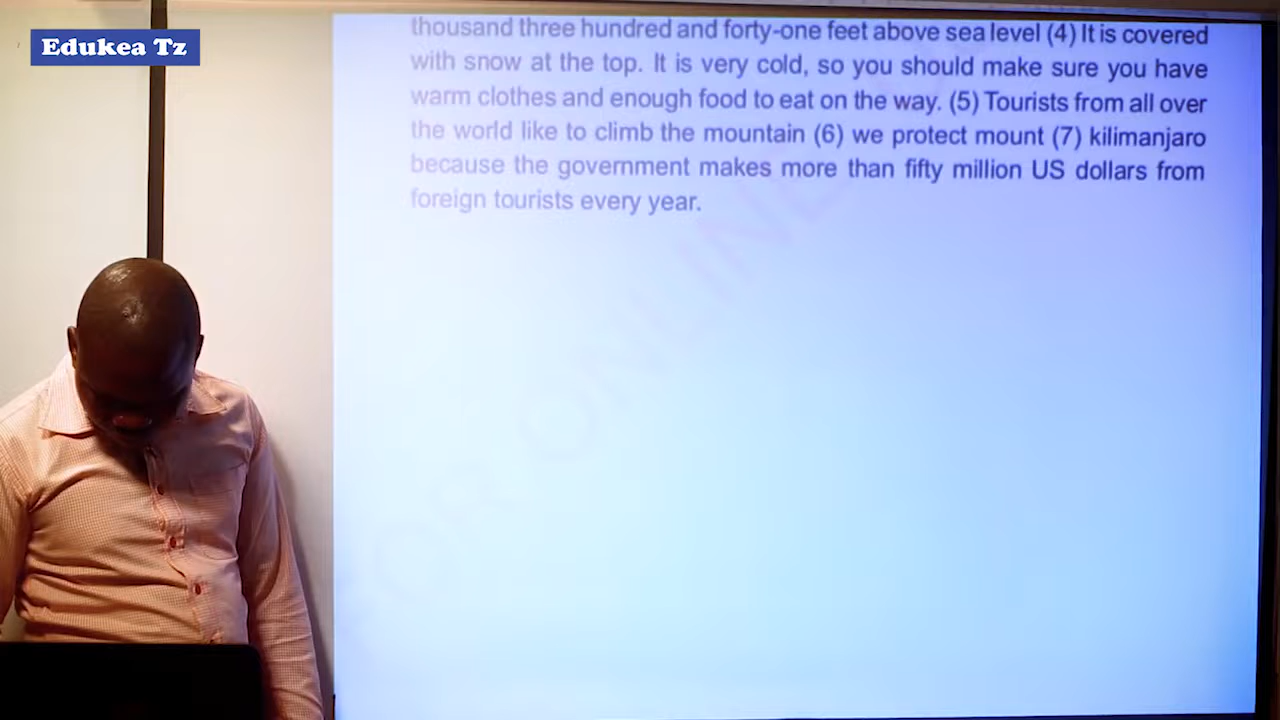 Edukea Tz
thousand three hundred and forty-one feet above sea level (4) It is covered
with snow at the top. It is very cold, so you should make sure you have
warm clothes and enough food to eat on the way. (5) Tourists from all over
the world like to climb the mountain (6) we protect mount (7) kilimanjaro
because the government makes more than fifty million US dollars from
foreign tourists every year.